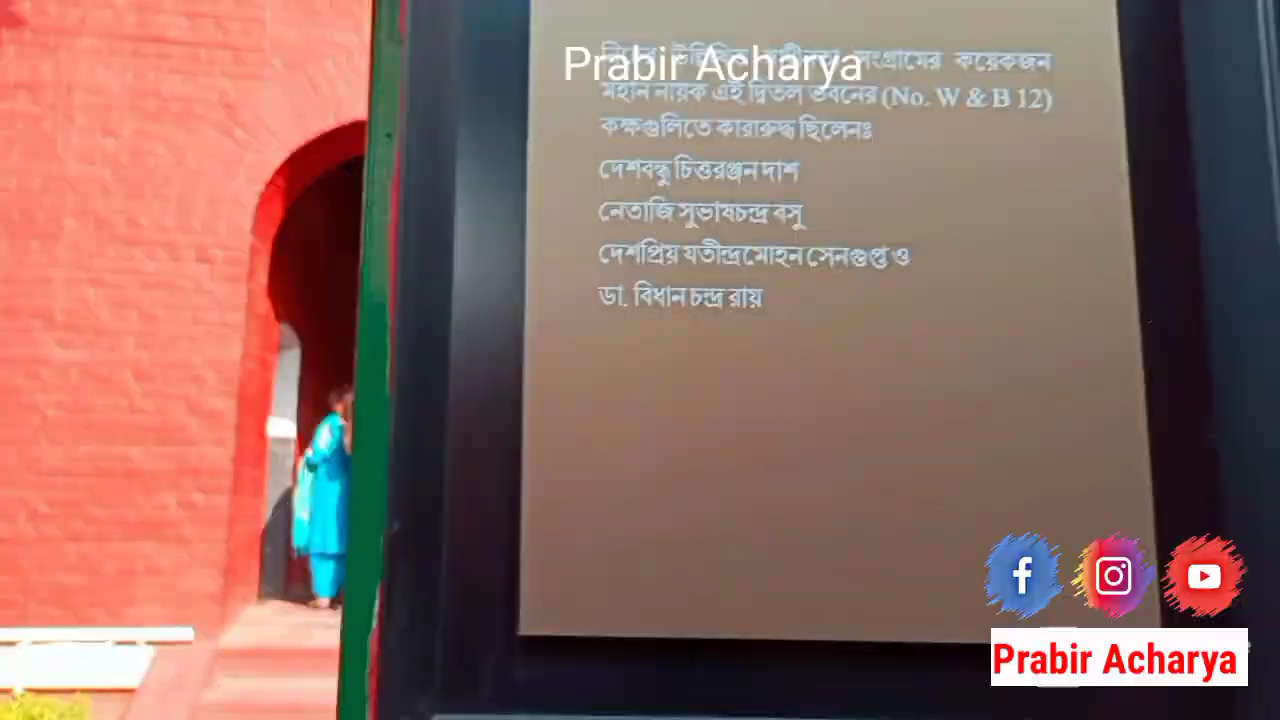 Prabir Acharya
সংগ্রামের কয়েকজন
মহান নায়ক এই দ্বিতল ভবনের (No. W & B 12)
কক্ষগুলিতে কারারুদ্ধ ছিলেনঃ
দেশবন্ধু চিত্তরঞ্জন দাশ
নেতাজি সুভাষচন্দ্র বসু
দেশপ্রিয় যতীন্দ্রমোহন সেনগুপ্ত ও
ডা. বিধান চন্দ্র রায়
Prabir Acharya